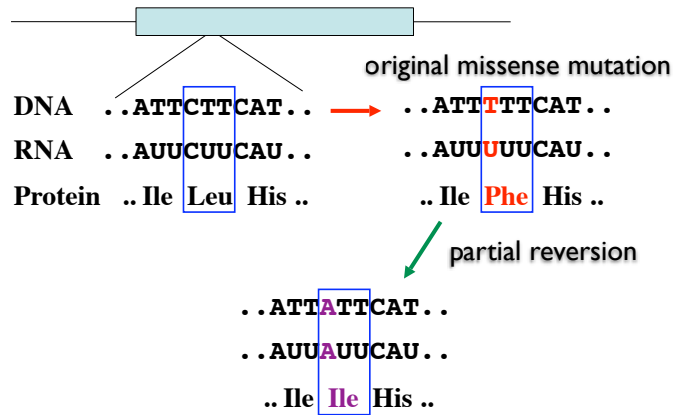 original missense mutation
DNA ..ATTCTTCAT.. ..ATTTTTCAT..
RNA ..AUUCUUCAU.. ..AUUUUUCAU..
Protein .. Ile Leu His .. .. Ile Phe His ..
partial reversion
..ATTATTCAT..
..AUUAUUCAU..
.. Ile Ile His ..